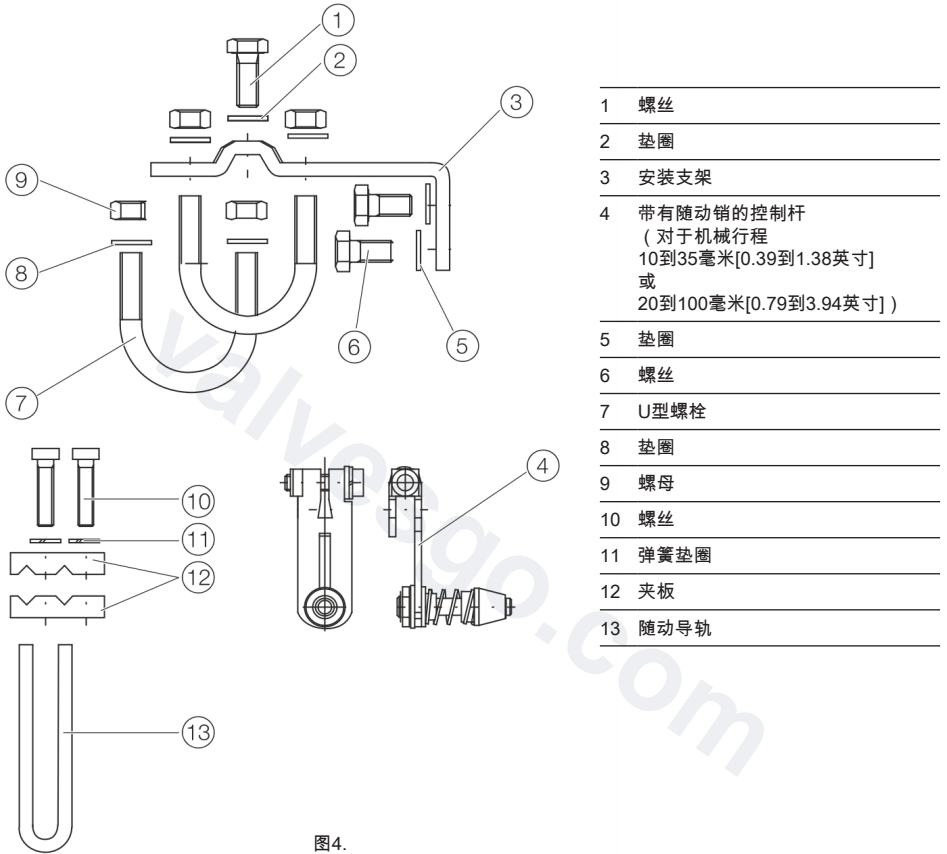 1
2
3
9
8
6
5
7
4
10
11
12
13
1 螺丝
2 垫圈
3 安装支架
4 带有随动销的控制杆
（对于机械行程
10到35毫米[0.39到1.38英寸]
或
20到100毫米[0.79到3.94英寸]）
5 垫圈
6 螺丝
7 U型螺栓
8 垫圈
9 螺母
10 螺丝
11 弹簧垫圈
12 夹板
13 随动导轨
图4.
valvesgo.com